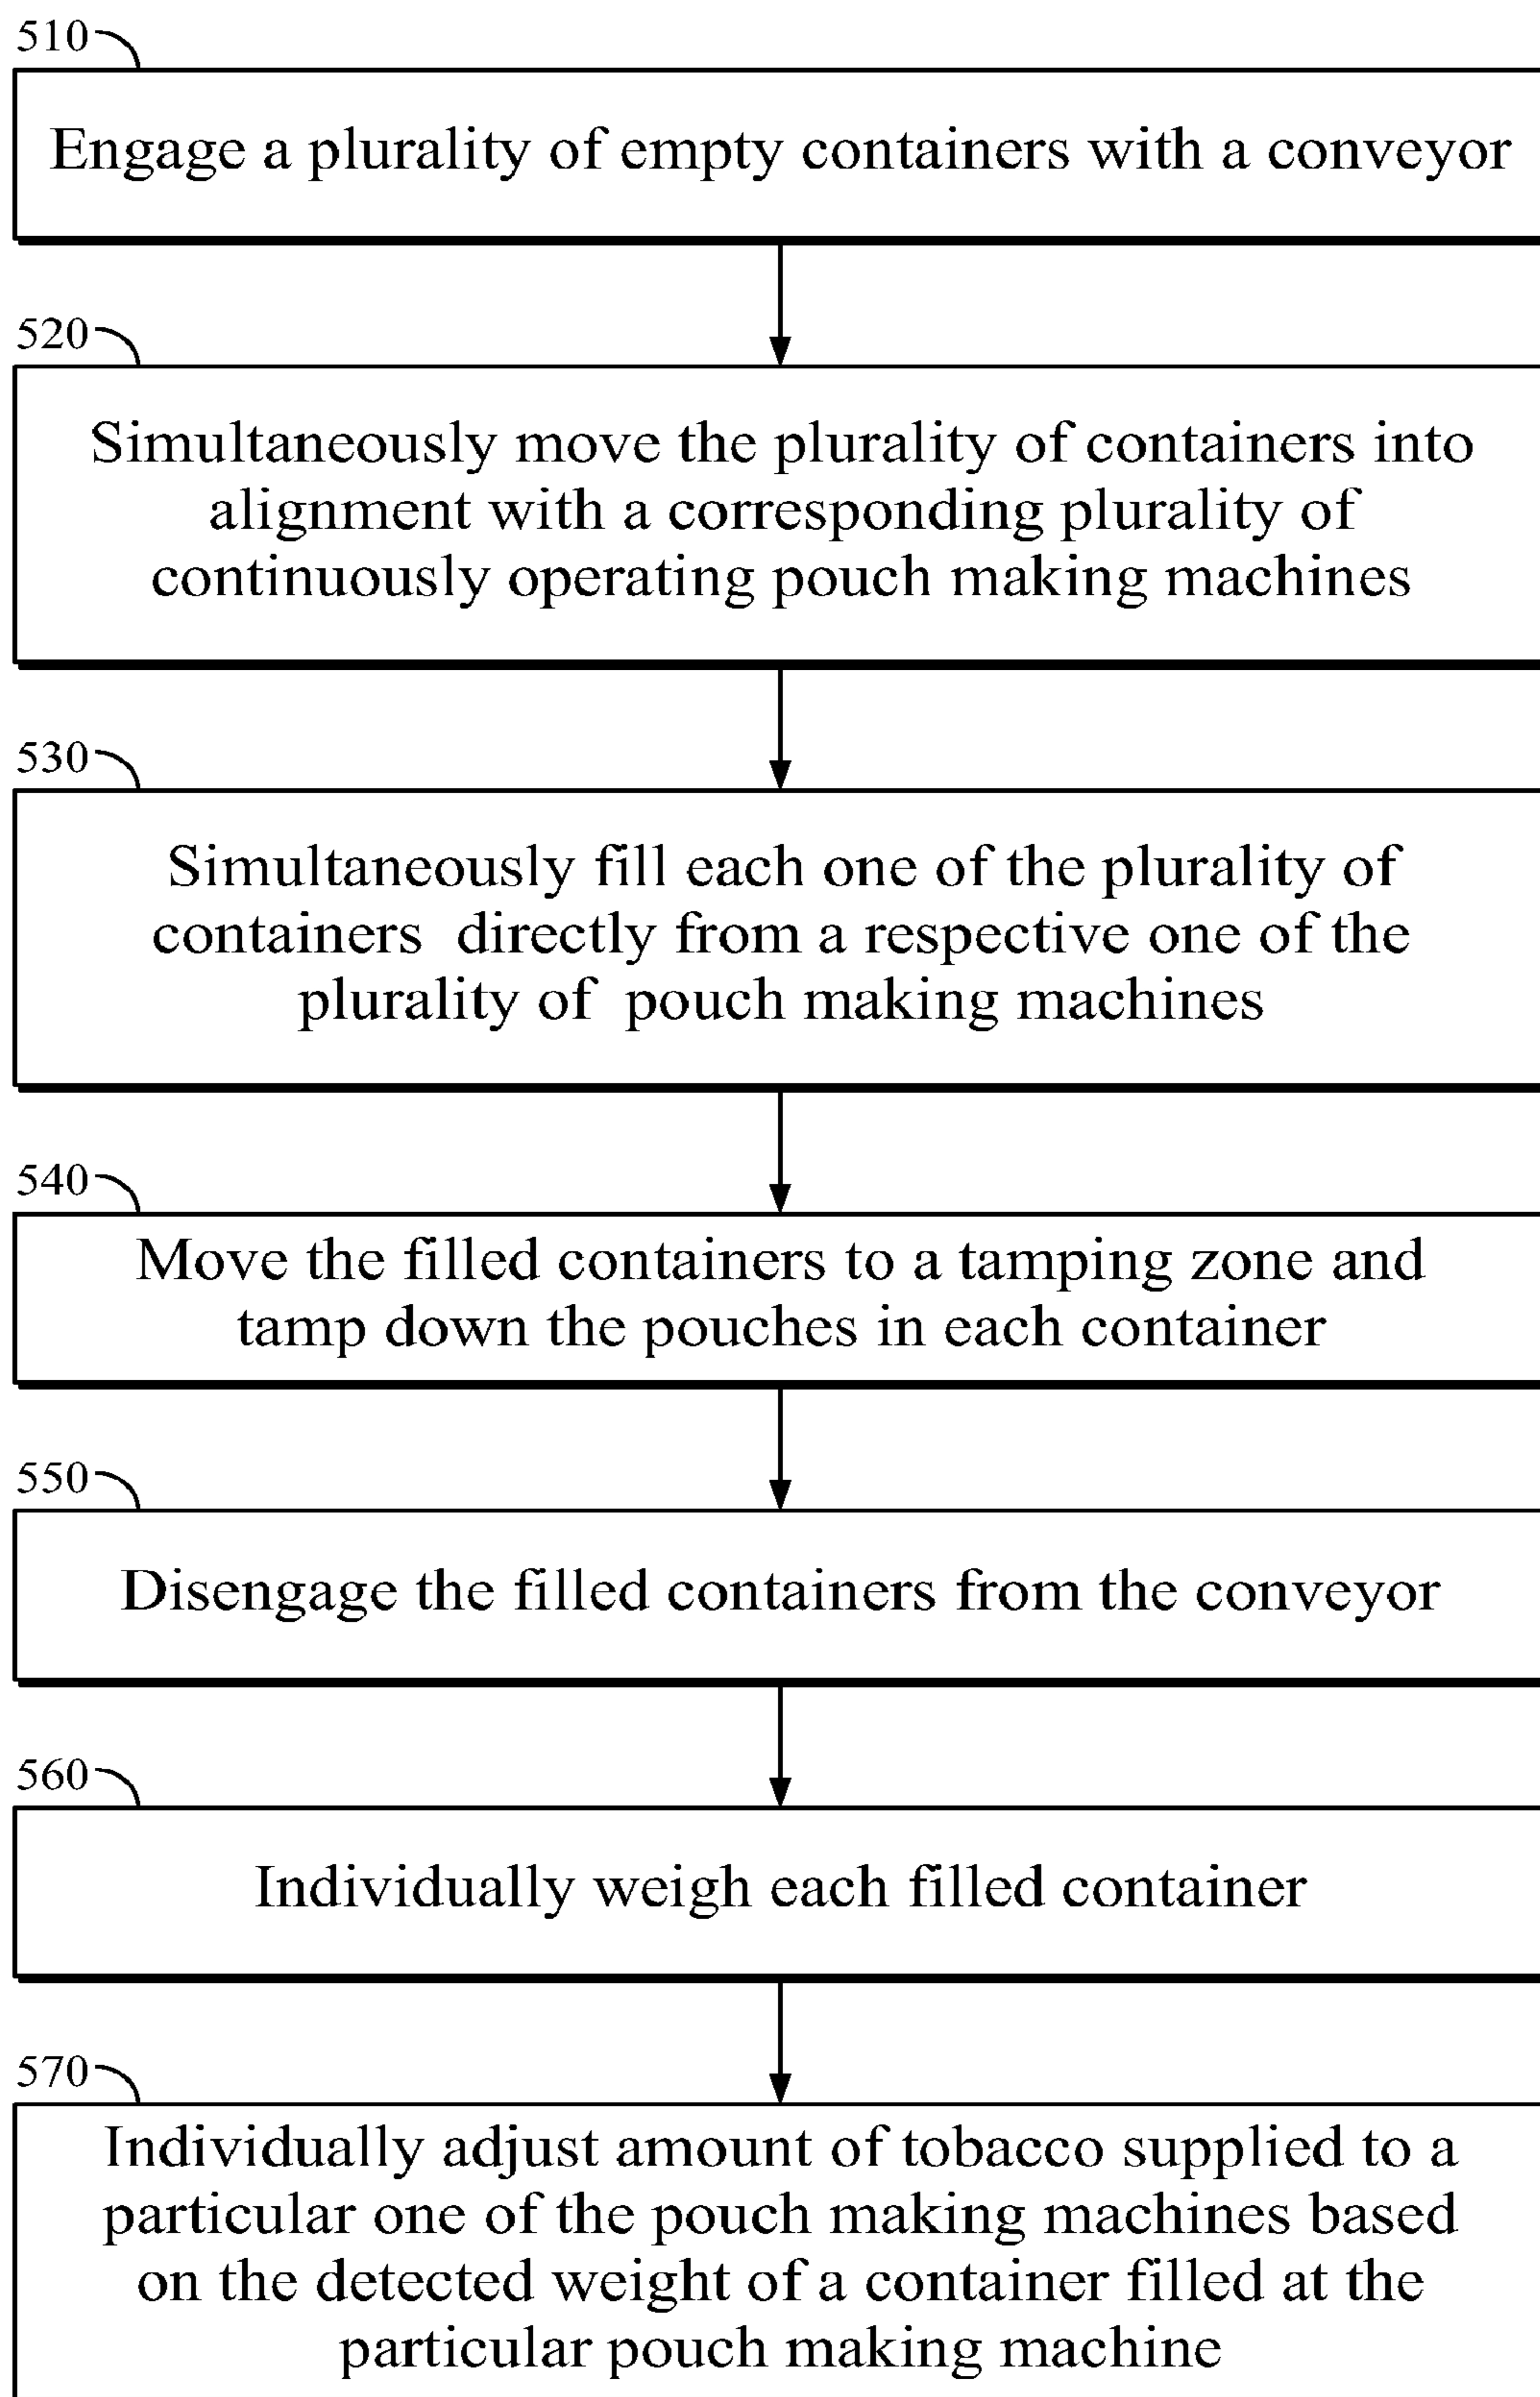 510
Engage a plurality of empty containers with a conveyor
520
Simultaneously move the plurality of containers into
alignment with a corresponding plurality of
continuously operating pouch making machines
530
Simultaneously fill each one of the plurality of
containers directly from a respective one of the
plurality of pouch making machines
540
Move the filled containers to a tamping zone and
tamp down the pouches in each container
550
Disengage the filled containers from the conveyor
560
Individually weigh each filled container
570
Individually adjust amount of tobacco supplied to a
particular one of the pouch making machines based
on the detected weight of a container filled at the
particular pouch making machine